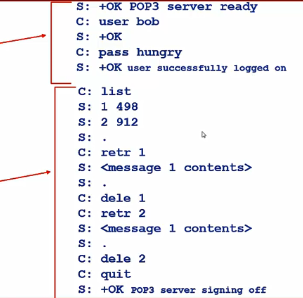 S: +OK POP3 server ready
C: user bob
S: +OK
C: pass hungry
S: +OK user successfully logged on
C: list
S: 1 498
S: 2 912
S: .
C: retr 1
S: <message 1 contents>
S: .
C: dele 1
C: retr 2
S: <message 1 contents>
S: .
C: dele 2
C: quit
S: +OK POP3 server signing off